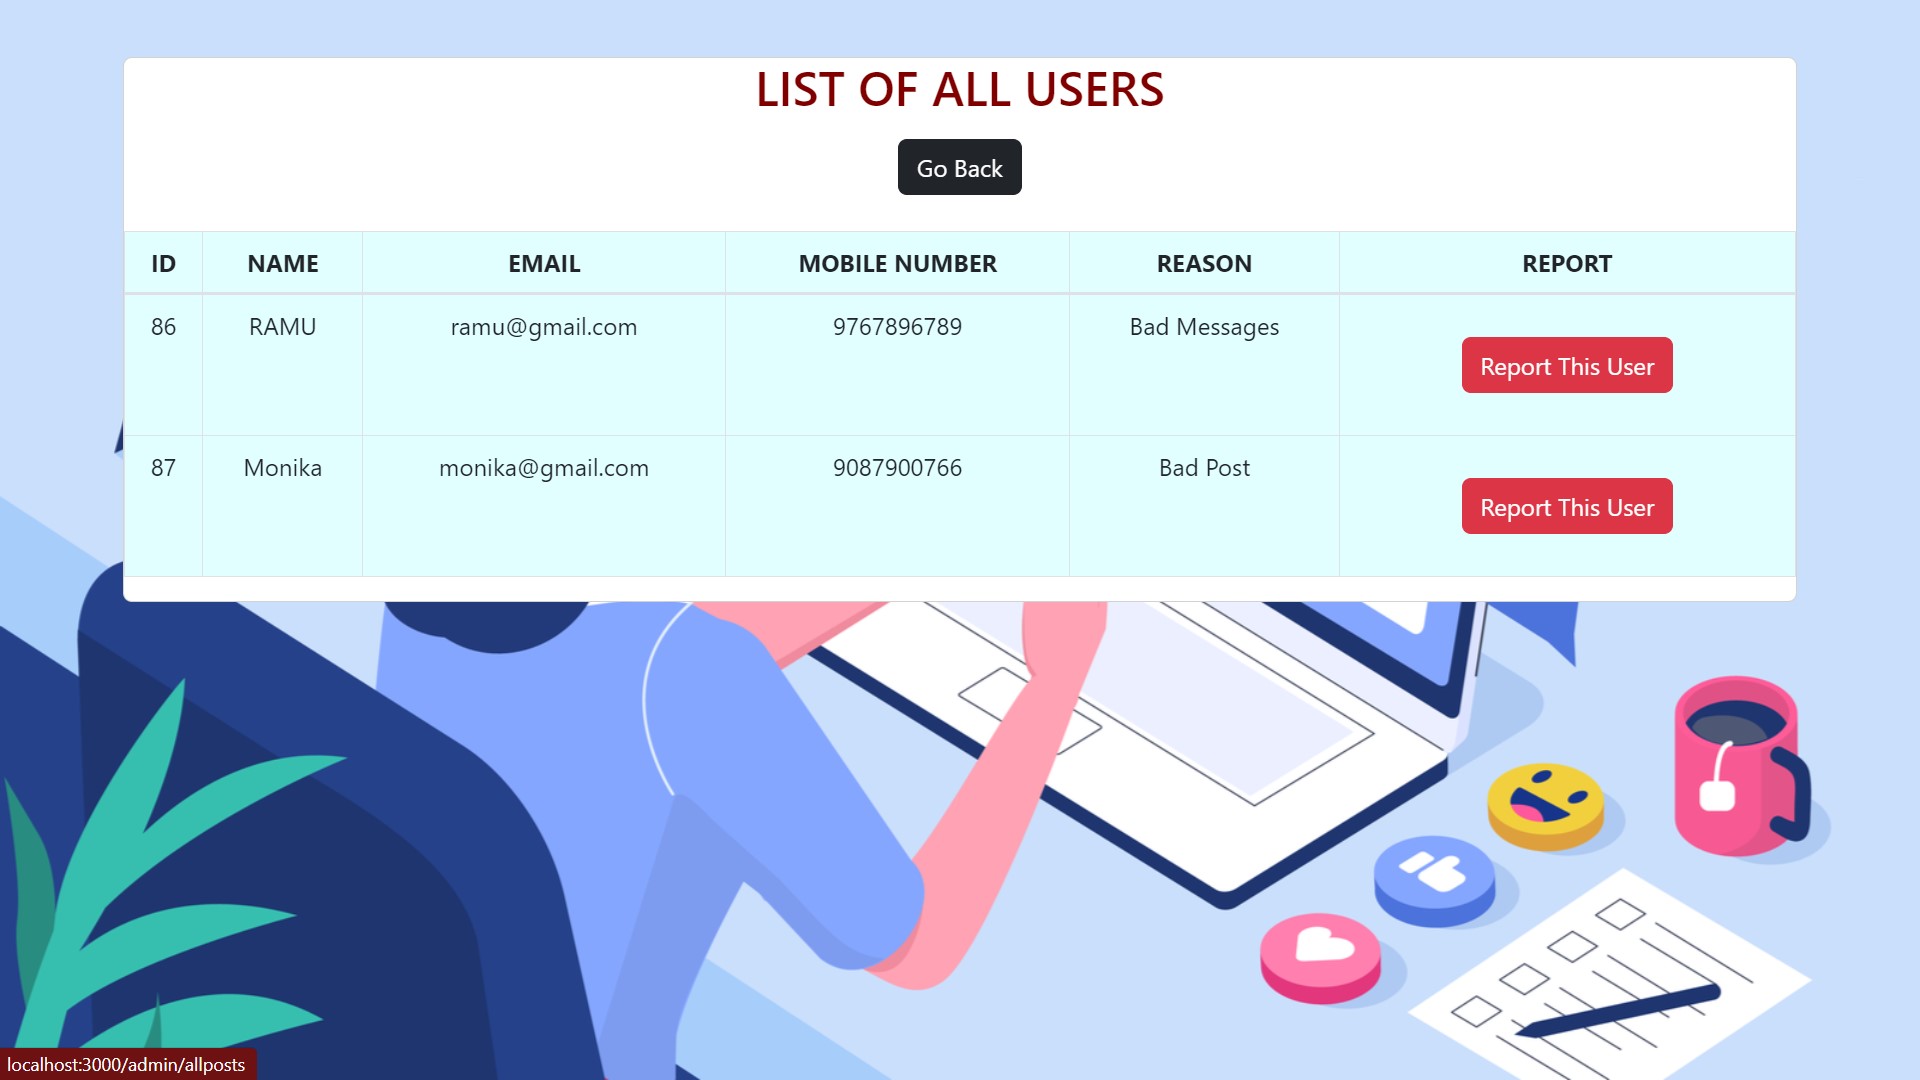 LIST OF ALL USERS
Go Back
ID NAME EMAIL MOBILE NUMBER REASON REPORT
86 RAMU ramu@gmail.com 9767896789 Bad Messages Report This User
87 Monika monika@gmail.com 9087900766 Bad Post Report This User
localhost:3000/admin/allposts